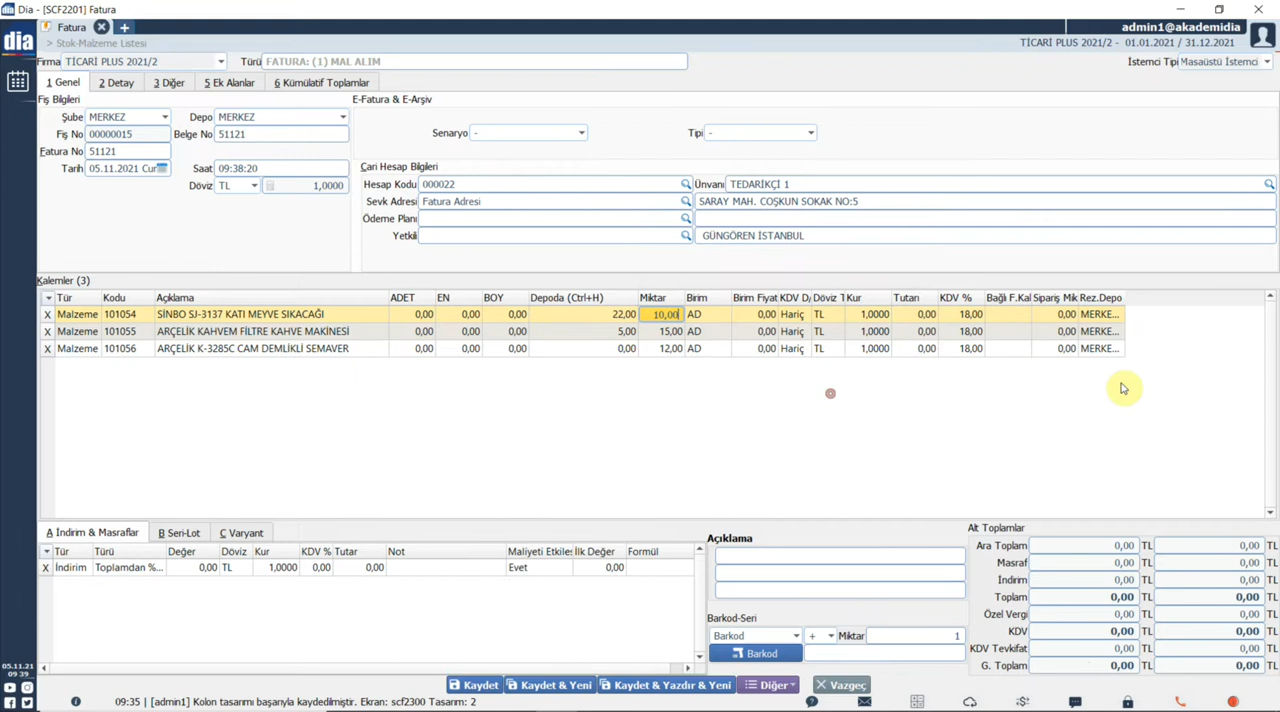 Dia - [SCF2201] Fatura
dia
Fatura
admin1@akademidia
> Stok-Malzeme Listesi
TİCARİ PLUS 2021/2 - 01.01.2021 / 31.12.2021
Firma TİCARİ PLUS 2021/2 Türü FATURA: (1) MAL ALIM İstemci Tipi Masaüstü İstemci
1 Genel 2 Detay 3 Diğer 5 Ek Alanlar 6 Kümülatif Toplamlar
Fiş Bilgileri E-Fatura & E-Arşiv
Şube MERKEZ Depo MERKEZ
Fiş No 00000015 Belge No 51121 Senaryo - Tipi -
Fatura No 51121
Tarih 05.11.2021 Cur Saat 09:38:20 Çari Hesap Bilgileri
Döviz TL 1,0000 Hesap Kodu 000022 Ünvanı TEDARİKÇİ 1
Sevk Adresi Fatura Adresi SARAY MAH. COŞKUN SOKAK NO:5
Ödeme Planı
Yetkili GÜNGÖREN İSTANBUL
Kalemler (3)
Tür Kodu Açıklama ADET EN BOY Depoda (Ctrl+H) Miktar Birim Birim Fiyat KDV D/ Döviz T Kur Tutarı KDV % Bağlı F.Kal Sipariş Mik Rez.Depo
X Malzeme 101054 SİNBO SJ-3137 KATI MEYVE SIKACAĞI 0,00 0,00 0,00 22,00 10,00 AD 0,00 Hariç TL 1,0000 0,00 18,00 0,00 MERKE...
X Malzeme 101055 ARÇELİK KAHVEM FİLTRE KAHVE MAKİNESİ 0,00 0,00 0,00 5,00 15,00 AD 0,00 Hariç TL 1,0000 0,00 18,00 0,00 MERKE...
X Malzeme 101056 ARÇELİK K-3285C CAM DEMLİKLİ SEMAVER 0,00 0,00 0,00 0,00 12,00 AD 0,00 Hariç TL 1,0000 0,00 18,00 0,00 MERKE...
A İndirim & Masraflar B Seri-Lot C Varyant
Tür Türü Değer Döviz Kur KDV % Tutar Not Maliyeti Etkiler İlk Değer Formül
X İndirim Toplamdan %... 0,00 TL 1,0000 0,00 0,00 Evet 0,00
Açıklama
Barkod-Seri
Barkod + Miktar 1
Barkod
Alt Toplamlar
Ara Toplam 0,00 TL 0,00 TL
Masraf 0,00 TL 0,00 TL
İndirim 0,00 TL 0,00 TL
Toplam 0,00 TL 0,00 TL
Özel Vergi 0,00 TL 0,00 TL
KDV 0,00 TL 0,00 TL
KDV Tevkifat 0,00 TL 0,00 TL
G. Toplam 0,00 TL 0,00 TL
Kaydet Kaydet & Yeni Kaydet & Yazdır & Yeni Diğer Vazgeç
05.11.21
09:39
09:35 | [admin1] Kolon tasarımı başarıyla kaydedilmiştir. Ekran: scf2300 Tasarım: 2